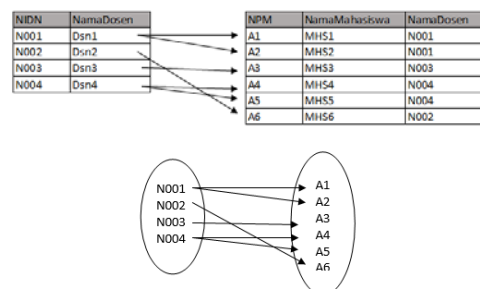 NIDN NamaDosen
N001 Dsn1
N002 Dsn2
N003 Dsn3
N004 Dsn4
NPM NamaMahasiswa NamaDosen
A1 MHS1 N001
A2 MHS2 N001
A3 MHS3 N003
A4 MHS4 N004
A5 MHS5 N004
A6 MHS6 N002
N001
N002
N003
N004
A1
A2
A3
A4
A5
A6